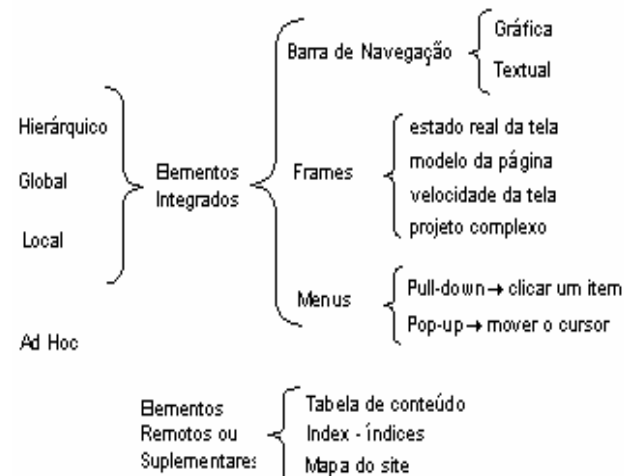 Hierárquico
Global
Local
Ad Hoc
Elementos
Integrados
Barra de Navegação
Gráfica
Textual
Frames
estado real da tela
modelo da página
velocidade da tela
projeto complexo
Menus
Pull-down → clicar um item
Pop-up → mover o cursor
Elementos
Remotos ou
Suplementares
Tabela de conteúdo
Index - índices
Mapa do site